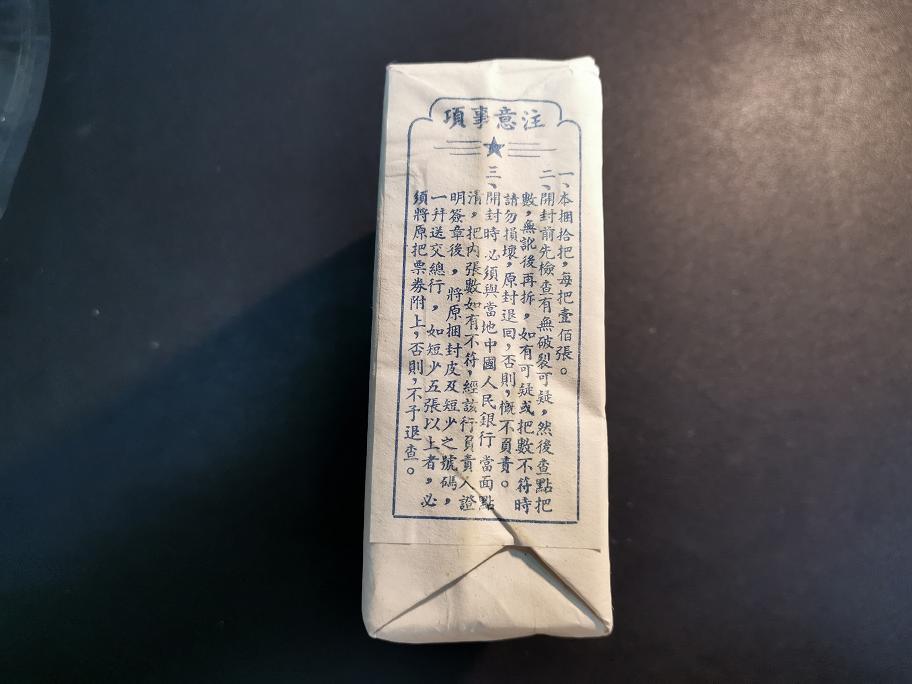 注意事項
一、本捆拾把，每把壹佰張。
二、開封前先檢查有無破裂可疑，然後查點把
數，無訛後再拆，如有可疑或把數不符時
請勿損壞，原封退回，否則，概不負責。
三、開封時必須與當地中國人民銀行當面點
清，把内張數如有不符，經該行負責人證
明簽章後，將原捆封皮及短少之號碼，
一幷送交總行，如短少五張以上者，必
須將原把票券附上，否則，不予退查。